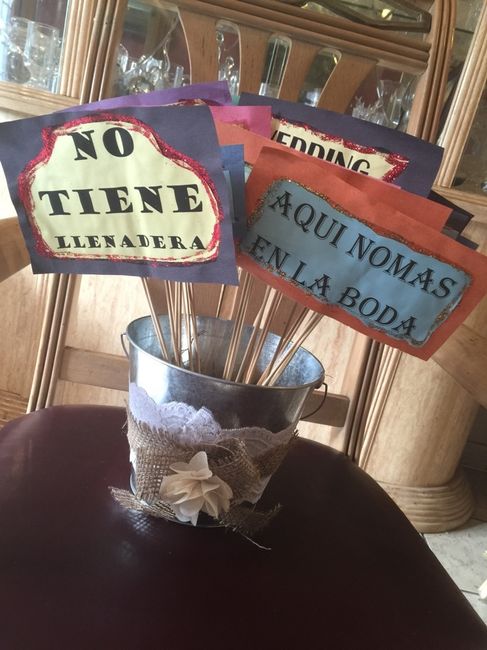 NO
TIENE
LLENADERA
WEDDING
AQUI NOMAS
EN LA BODA